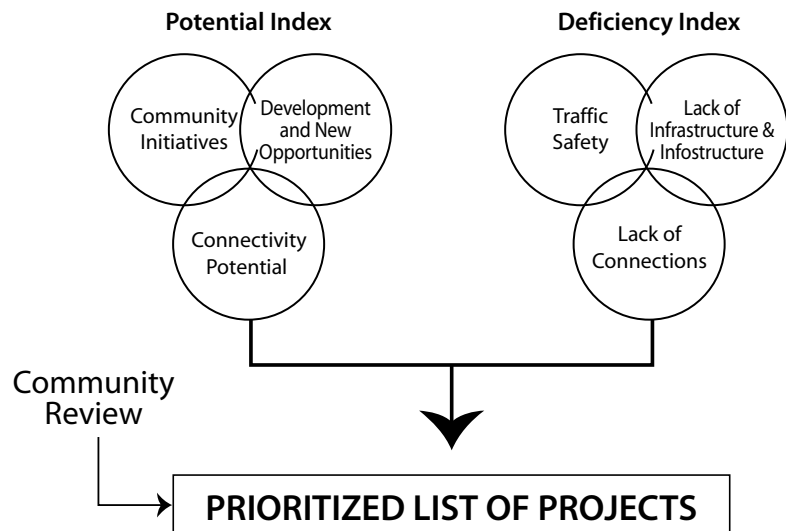 Potential Index
Community
Initiatives
Development
and New
Opportunities
Connectivity
Potential
Deficiency Index
Traffic
Safety
Lack of
Infrastructure &
Infostructure
Lack of
Connections
Community
Review
PRIORITIZED LIST OF PROJECTS